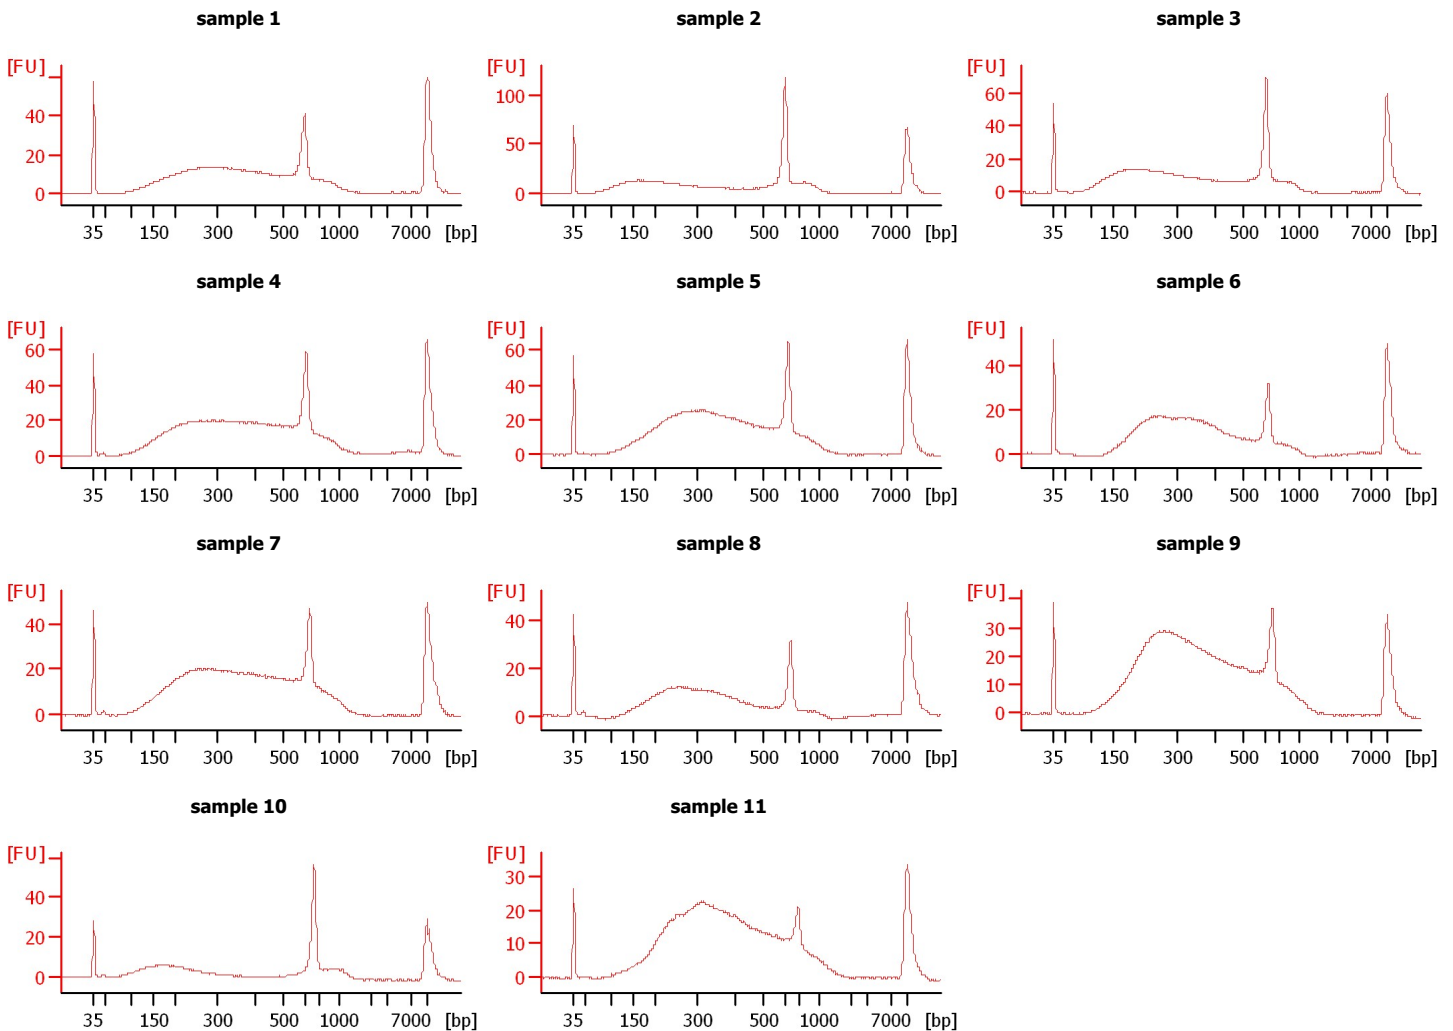 sample 1 sample 2 sample 3
[FU] [FU] [FU]
40 20 0 100 50 0 60 40 20 0
35 150 300 500 1000 7000 [bp] 35 150 300 500 1000 7000 [bp] 35 150 300 500 1000 7000 [bp]
sample 4 sample 5 sample 6
[FU] [FU] [FU]
60 40 20 0 60 40 20 0 40 20 0
35 150 300 500 1000 7000 [bp] 35 150 300 500 1000 7000 [bp] 35 150 300 500 1000 7000 [bp]
sample 7 sample 8 sample 9
[FU] [FU] [FU]
40 20 0 40 20 0 30 20 10 0
35 150 300 500 1000 7000 [bp] 35 150 300 500 1000 7000 [bp] 35 150 300 500 1000 7000 [bp]
sample 10 sample 11
[FU] [FU]
40 20 0 30 20 10 0
35 150 300 500 1000 7000 [bp] 35 150 300 500 1000 7000 [bp]